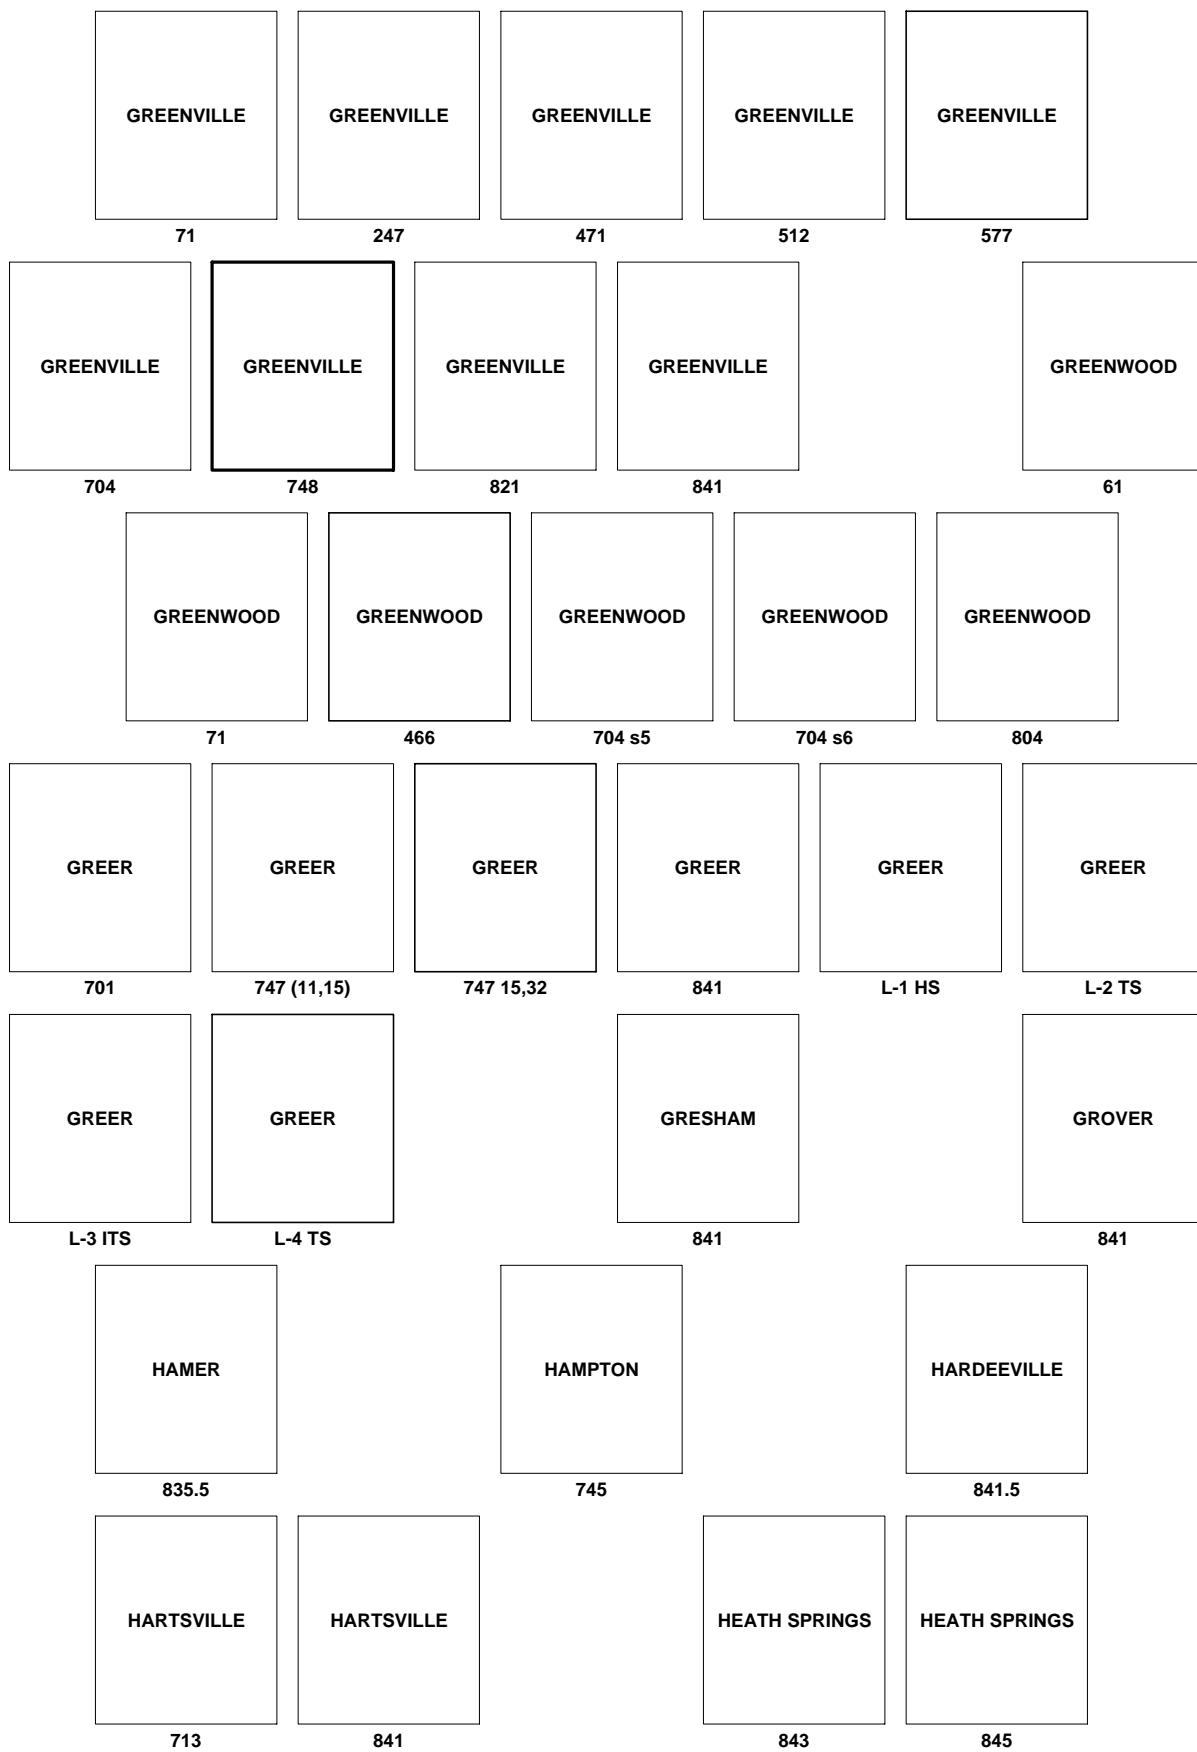 GREENVILLE GREENVILLE GREENVILLE GREENVILLE GREENVILLE
71 247 471 512 577
GREENVILLE GREENVILLE GREENVILLE GREENVILLE GREENWOOD
704 748 821 841 61
GREENWOOD GREENWOOD GREENWOOD GREENWOOD GREENWOOD
71 466 704 s5 704 s6 804
GREER GREER GREER GREER GREER GREER
701 747 (11,15) 747 15,32 841 L-1 HS L-2 TS
GREER GREER GRESHAM GROVER
L-3 ITS L-4 TS 841 841
HAMER HAMPTON HARDEEVILLE
835.5 745 841.5
HARTSVILLE HARTSVILLE HEATH SPRINGS HEATH SPRINGS
713 841 843 845